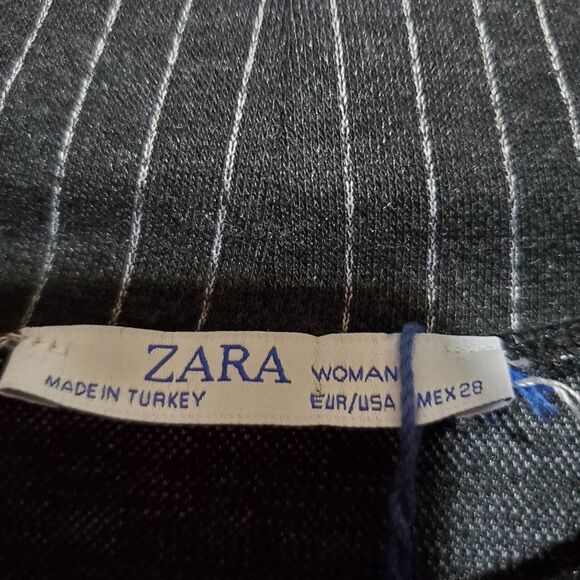 ZARA WOMAN
MADE IN TURKEY EUR/USA MEX 28